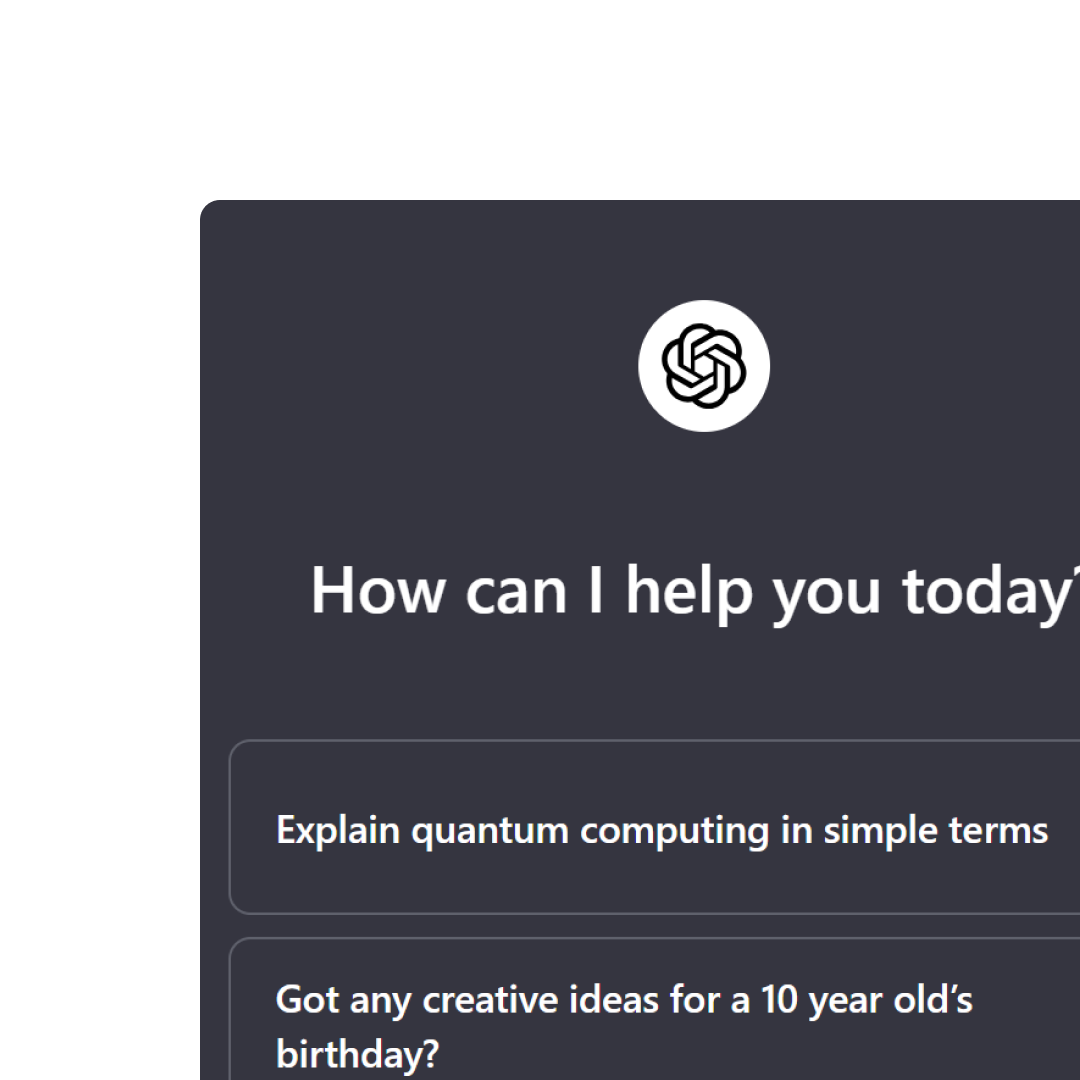 How can I help you today?
Explain quantum computing in simple terms
Got any creative ideas for a 10 year old’s
birthday?